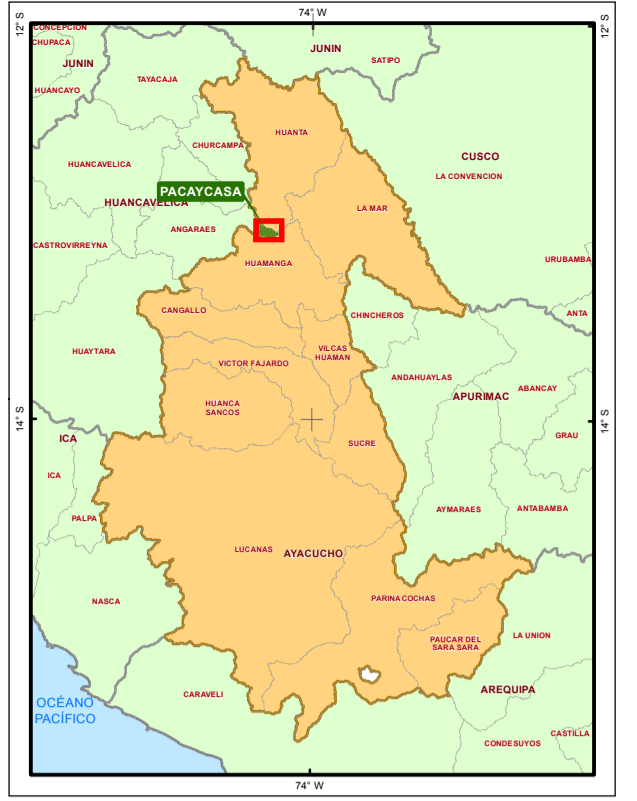 74° W
12° S
12° S
CONCEPCION
CHUPACA
JUNIN
JUNIN
SATIPO
TAYACAJA
HUANCAYO
HUANTA
CHURCAMPA
CUSCO
HUANCAVELICA
LA CONVENCION
PACAYCASA
HUANCAVELICA
LA MAR
ANGARAES
CASTROVIRREYNA
HUAMANGA
URUBAMBA
CANGALLO
CHINCHEROS
ANTA
HUAYTARA
VILCAS
HUAMAN
VICTOR FAJARDO
ANDAHUAYLAS
ABANCAY
APURIMAC
HUANCA
SANCOS
14° S
14° S
ICA
SUCRE
GRAU
ICA
PALPA
AYMARAES
ANTABAMBA
LUCANAS
AYACUCHO
NASCA
PARINACOCHAS
PAUCAR DEL
SARA SARA
LA UNION
CARAVELI
AREQUIPA
OCÉANO
PACÍFICO
CASTILLA
CONDESUYOS
74° W